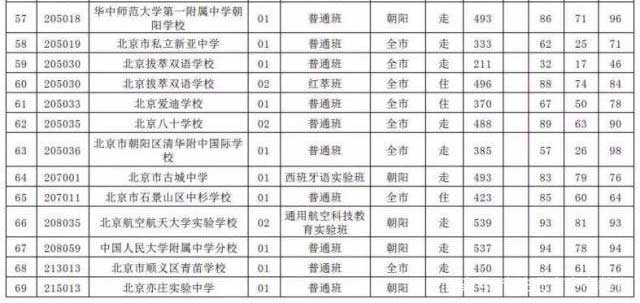 57 205018 华中师范大学第一附属中学朝阳学校 01 普通班 朝阳 走 493 86 71 96
58 205019 北京市私立新亚中学 01 普通班 全市 走 333 62 25 71
59 205030 北京拔萃双语学校 01 普通班 全市 住 211 32 17 46
60 205030 北京拔萃双语学校 02 红萃班 全市 住 496 88 74 84
61 205033 北京爱迪学校 01 普通班 全市 住 370 67 50 78
62 205035 北京八十学校 02 普通班 全市 走 488 89 63 90
63 205036 北京市朝阳区清华附中国际学校 01 普通班 全市 走 385 57 26 98
64 207001 北京市古城中学 01 西班牙语实验班 朝阳 走 483 83 79 76
65 207011 北京市石景山区中杉学校 01 普通班 全市 住 423 85 60 64
66 208035 北京航空航天大学实验学校 02 通用航空科技教育实验班 朝阳 走 539 93 81 93
67 208059 中国人民大学附属中学分校 01 普通班 朝阳 走 537 94 78 94
68 213013 北京市顺义区青苗学校 01 普通班 全市 走 450 84 61 76
69 215013 北京亦庄实验中学 01 普通班 朝阳 住 541 93 90 90